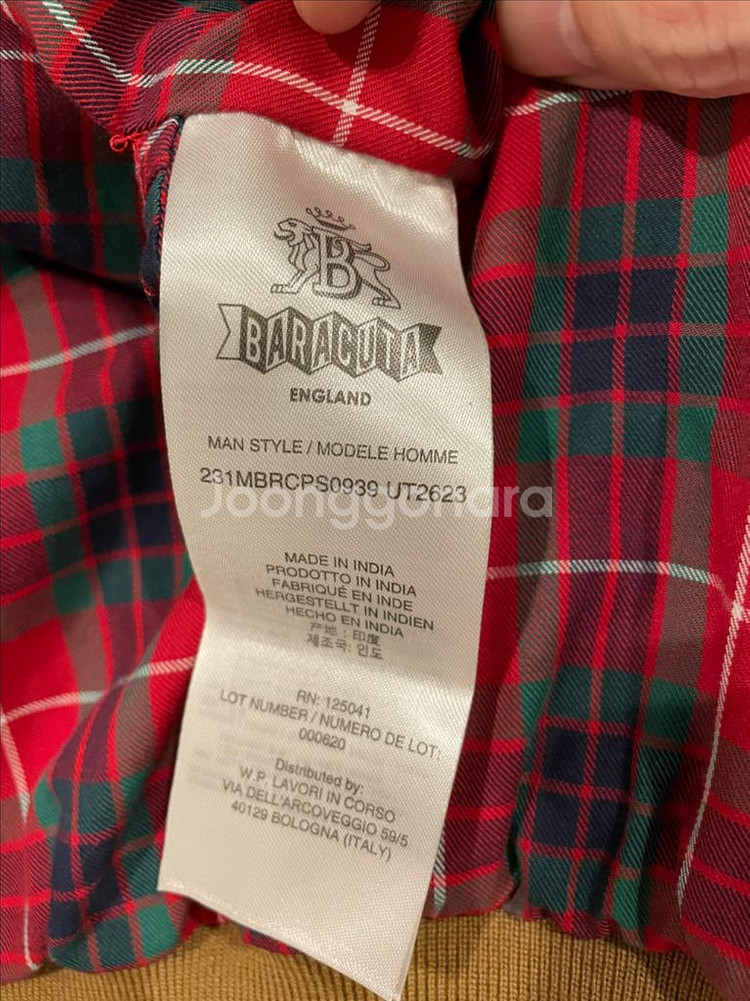 B
BARACUTA
ENGLAND
MAN STYLE / MODELE HOMME
231MBRCPS0939 UT2623
Joonggonara
MADE IN INDIA
PRODOTTO IN INDIA
FABRIQUÉ EN INDE
HERGESTELLT IN INDIEN
HECHO EN INDIA
产地 : 印度
제조국: 인도
RN: 125041
LOT NUMBER / NUMERO DE LOT:
000620
Distributed by:
W.P. LAVORI IN CORSO
VIA DELL'ARCOVEGGIO 59/5
40129 BOLOGNA (ITALY)